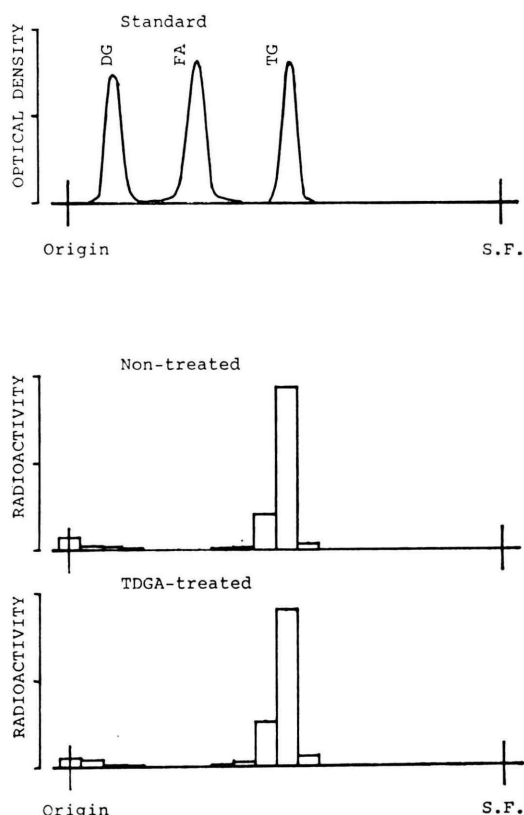 Standard
DG
FA
TG
OPTICAL DENSITY
Origin
S.F.
Non-treated
RADIOACTIVITY
TDGA-treated
RADIOACTIVITY
Origin
S.F.